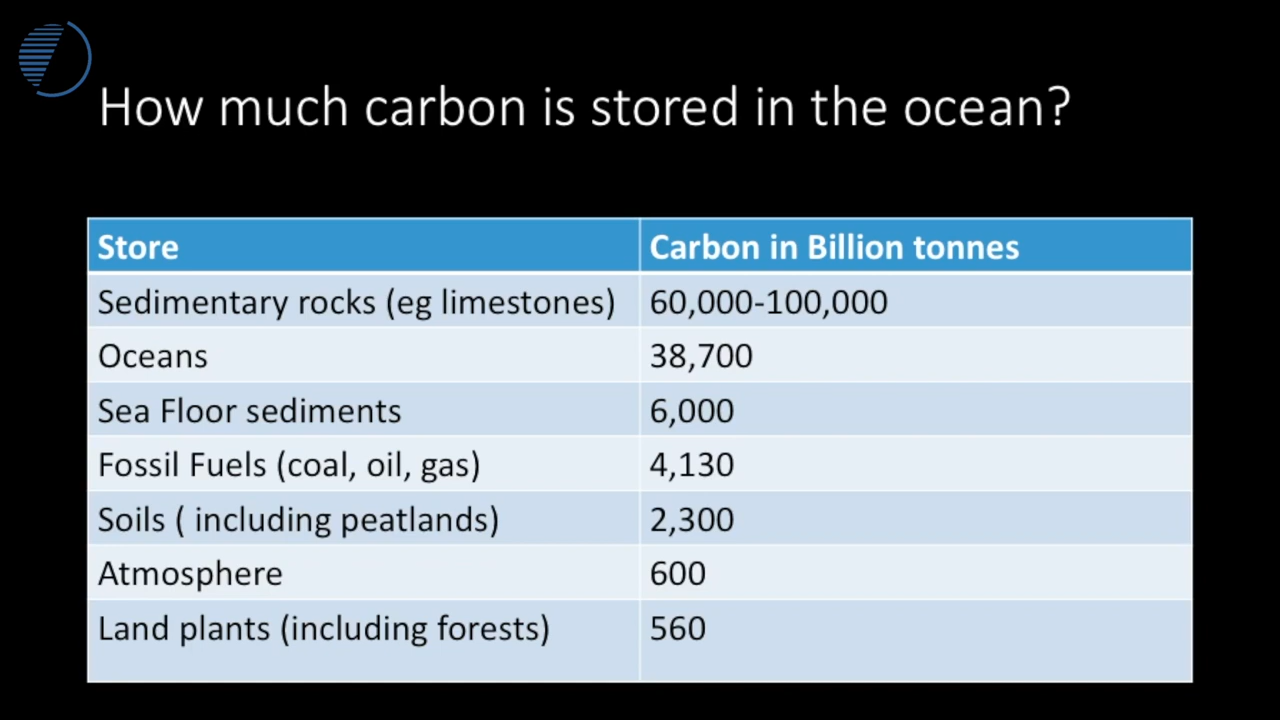 How much carbon is stored in the ocean?
Store Carbon in Billion tonnes
Sedimentary rocks (eg limestones) 60,000-100,000
Oceans 38,700
Sea Floor sediments 6,000
Fossil Fuels (coal, oil, gas) 4,130
Soils ( including peatlands) 2,300
Atmosphere 600
Land plants (including forests) 560